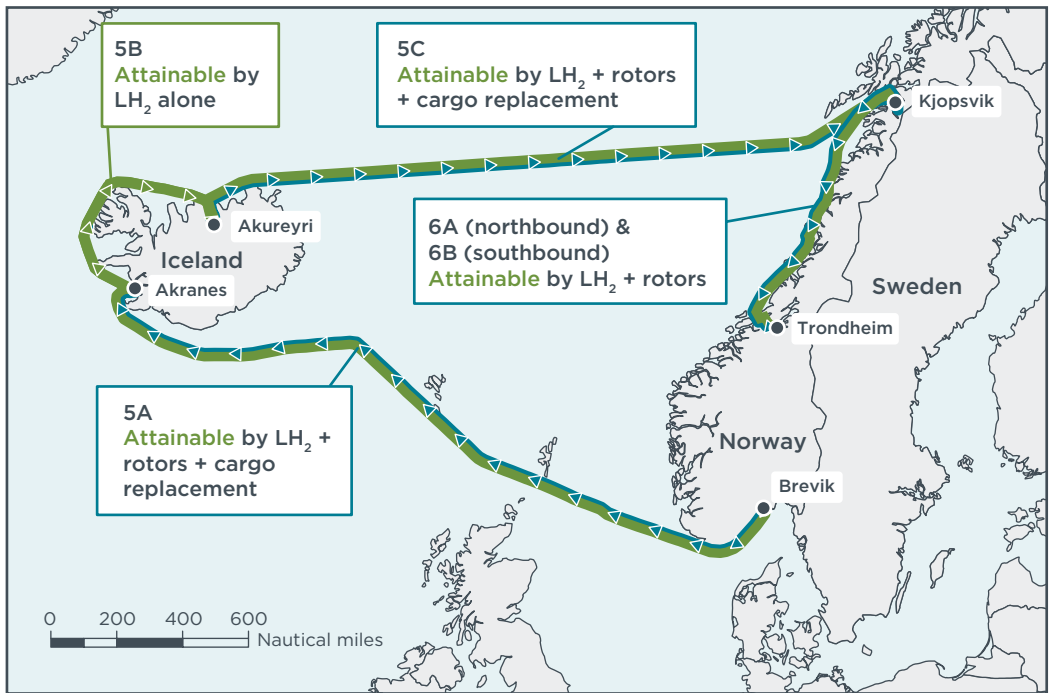 5B
Attainable by
LH₂ alone
5C
Attainable by LH₂ + rotors
+ cargo replacement
Kjopsvik
6A (northbound) &
6B (southbound)
Attainable by LH₂ + rotors
Akureyri
Iceland
Akranes
Sweden
Trondheim
5A
Attainable by LH₂ +
rotors + cargo
replacement
Norway
Brevik
0 200 400 600
Nautical miles